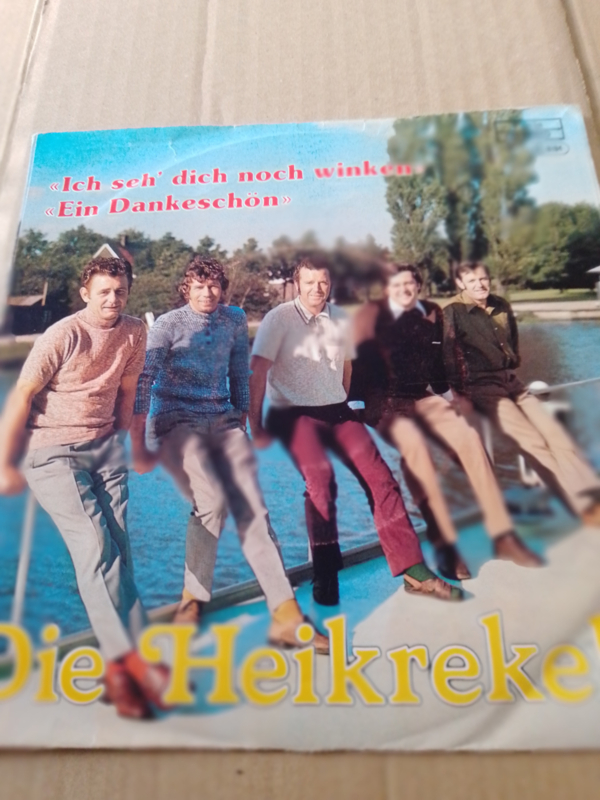 «Ich seh' dich noch winken»
«Ein Dankeschön»
Die Heikreke